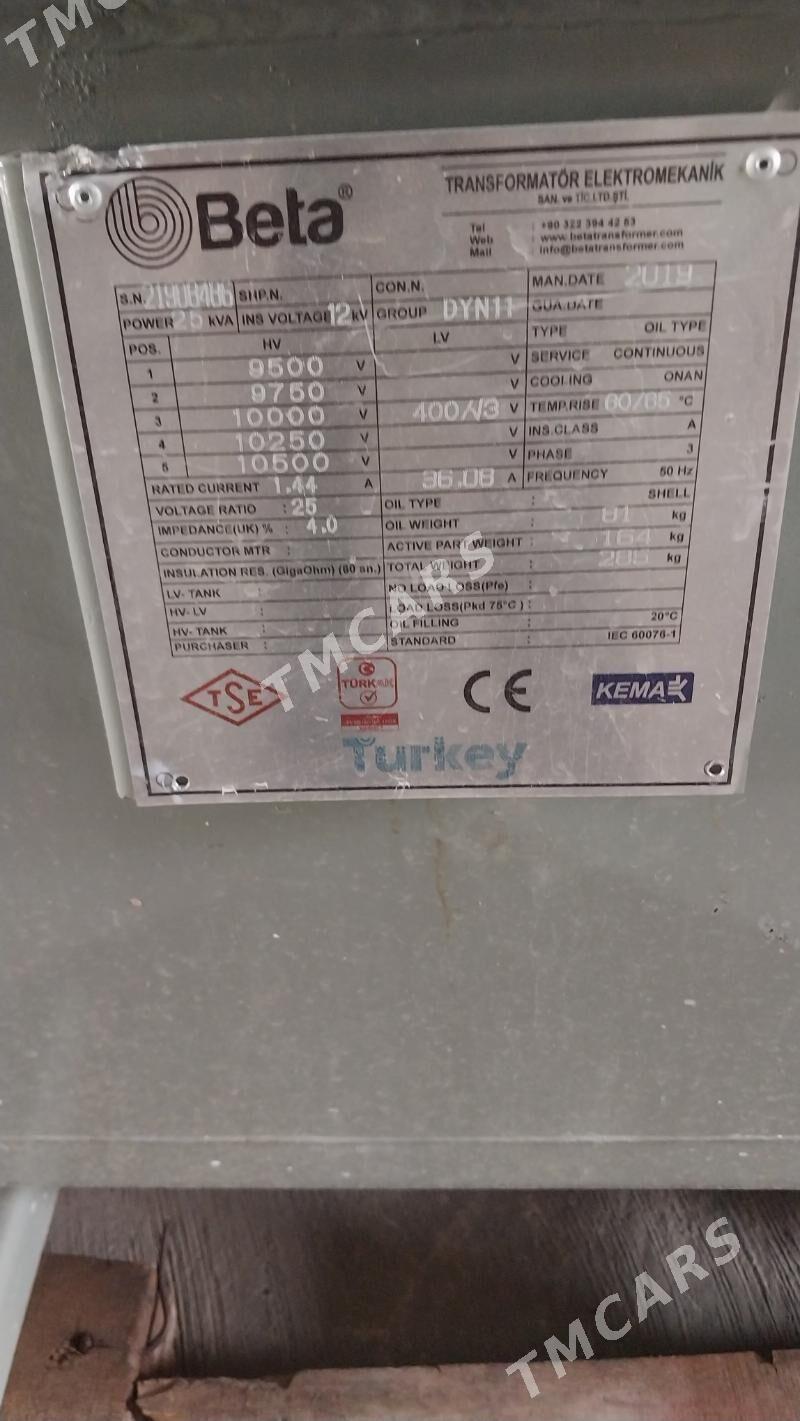 TMCARS
Beta®
TRANSFORMATÖR ELEKTROMEKANİK
SAN. ve TİC.LTD.ŞTİ.
Tel : +90 322 394 42 63
Web : www.betatransformer.com
Mail : info@betatransformer.com
S.N. SHP.N. CON.N. MAN.DATE 2019
POWER 25 kVA INS VOLTAGE 12 kV GROUP DYN11 GUA.DATE
POS. HV LV TYPE OIL TYPE
1 9500 V V SERVICE CONTINUOUS
2 9750 V V COOLING ONAN
3 10000 V 400/√3 V TEMP.RISE 60/65 °C
4 10250 V V INS.CLASS A
5 10500 V V PHASE 3
RATED CURRENT 1.44 A 36.08 A FREQUENCY 50 Hz
VOLTAGE RATIO : 25 OIL TYPE : SHELL
IMPEDANCE(UK) % : 4.0 OIL WEIGHT : 81 kg
CONDUCTOR MTR : ACTIVE PART WEIGHT : 164 kg
INSULATION RES. (GigaOhm) (60 sn.) TOTAL WEIGHT : 285 kg
LV- TANK : NO LOAD LOSS(Pfe) :
HV- LV : LOAD LOSS(Pkd 75°C) :
HV- TANK : OIL FILLING : 20°C
PURCHASER : STANDARD : IEC 60076-1
TMCARS
TSE
TÜRKAK
CE
KEMA
Turkey
TMCARS